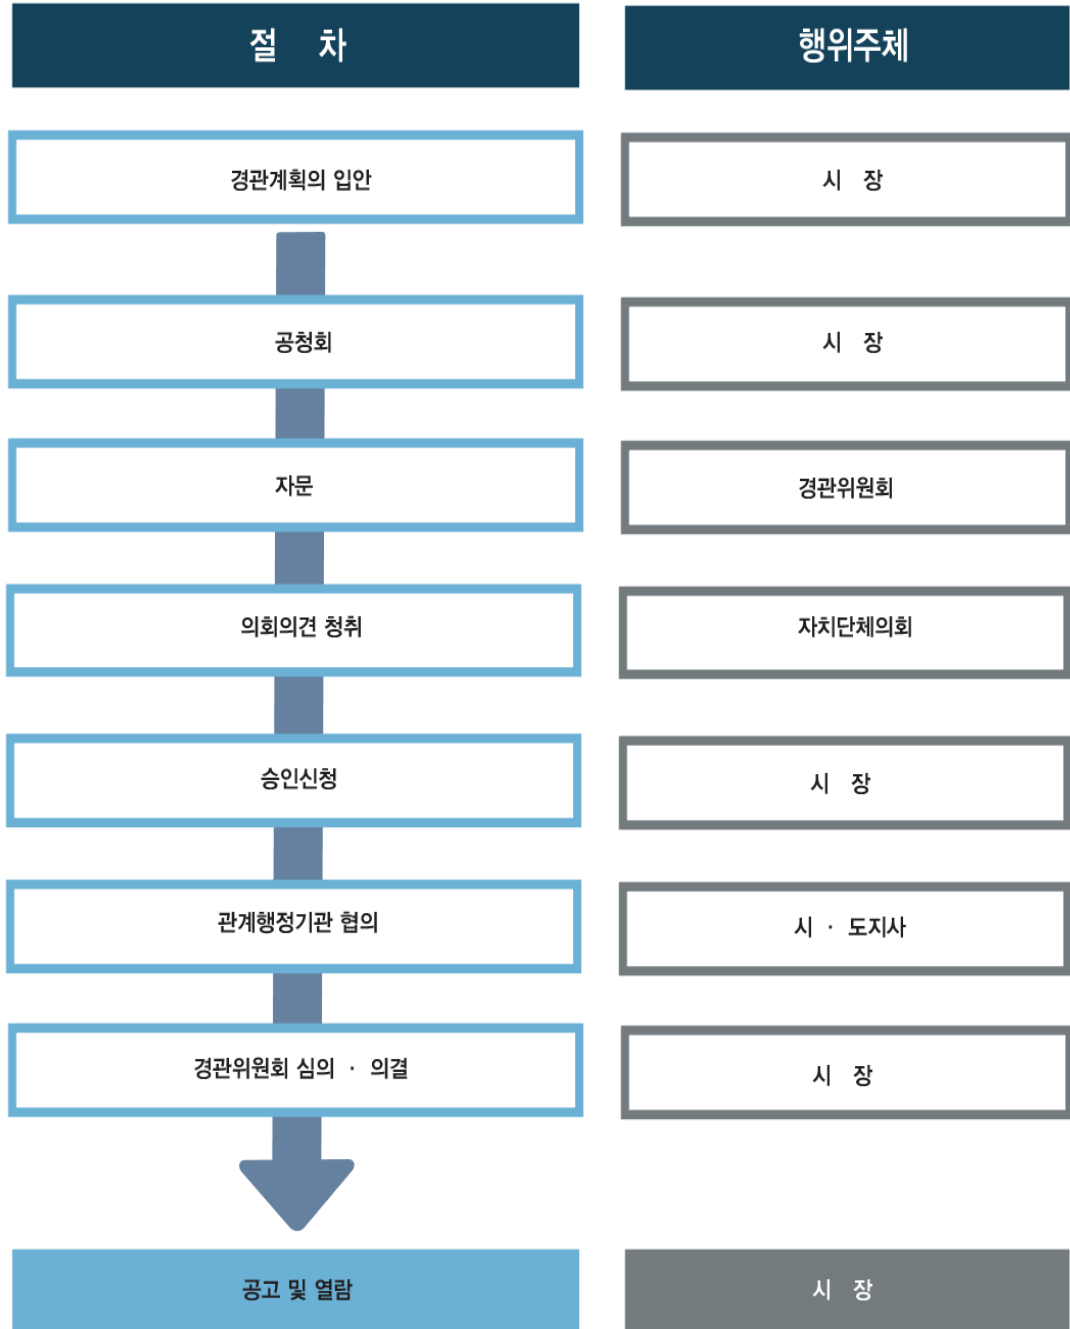 절 차 행위주체
경관계획의 입안 시 장
공청회 시 장
자문 경관위원회
의회의견 청취 자치단체의회
승인신청 시 장
관계행정기관 협의 시 · 도지사
경관위원회 심의 · 의결 시 장
공고 및 열람 시 장